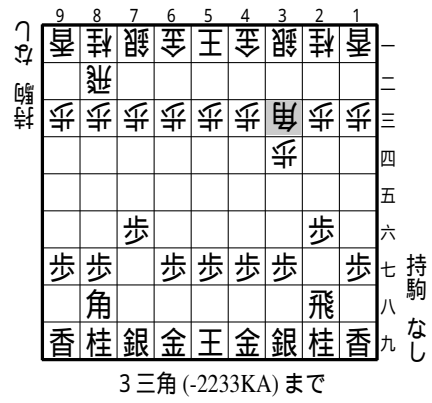 持駒 なし
9 8 7 6 5 4 3 2 1
香 桂 銀 金 王 金 銀 桂 香 一
飛 二
歩 歩 歩 歩 歩 歩 角 歩 歩 三
歩 四
五
歩 歩 六
歩 歩 歩 歩 歩 歩 歩 七
角 飛 八
香 桂 銀 金 王 金 銀 桂 香 九
持駒 なし
3 三角 (-2233KA) まで